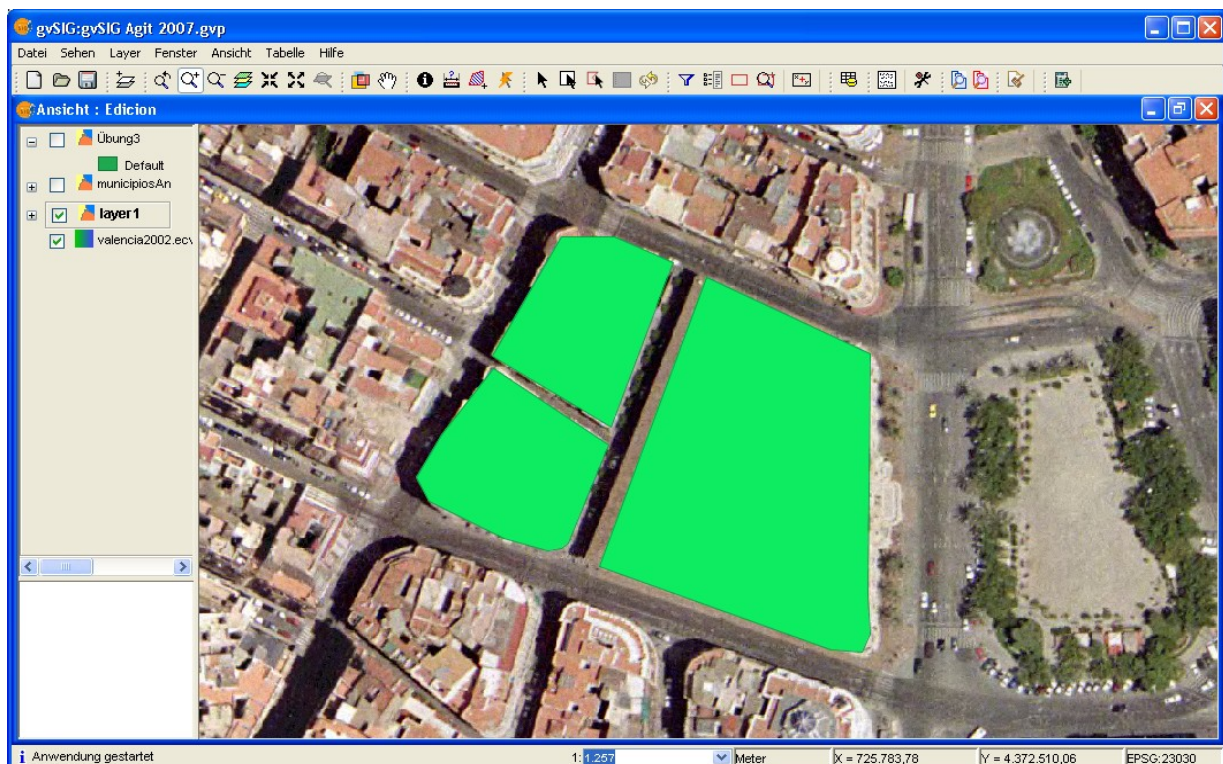 gvSIG:gvSIG Agit 2007.gvp
Datei Sehen Layer Fenster Ansicht Tabelle Hilfe
Ansicht : Edicion
Übung3
Default
municipiosAn
layer1
valencia2002.ecw
Anwendung gestartet
1: 1.257
Meter
X = 725.783,78
Y = 4.372.510,06
EPSG:23030